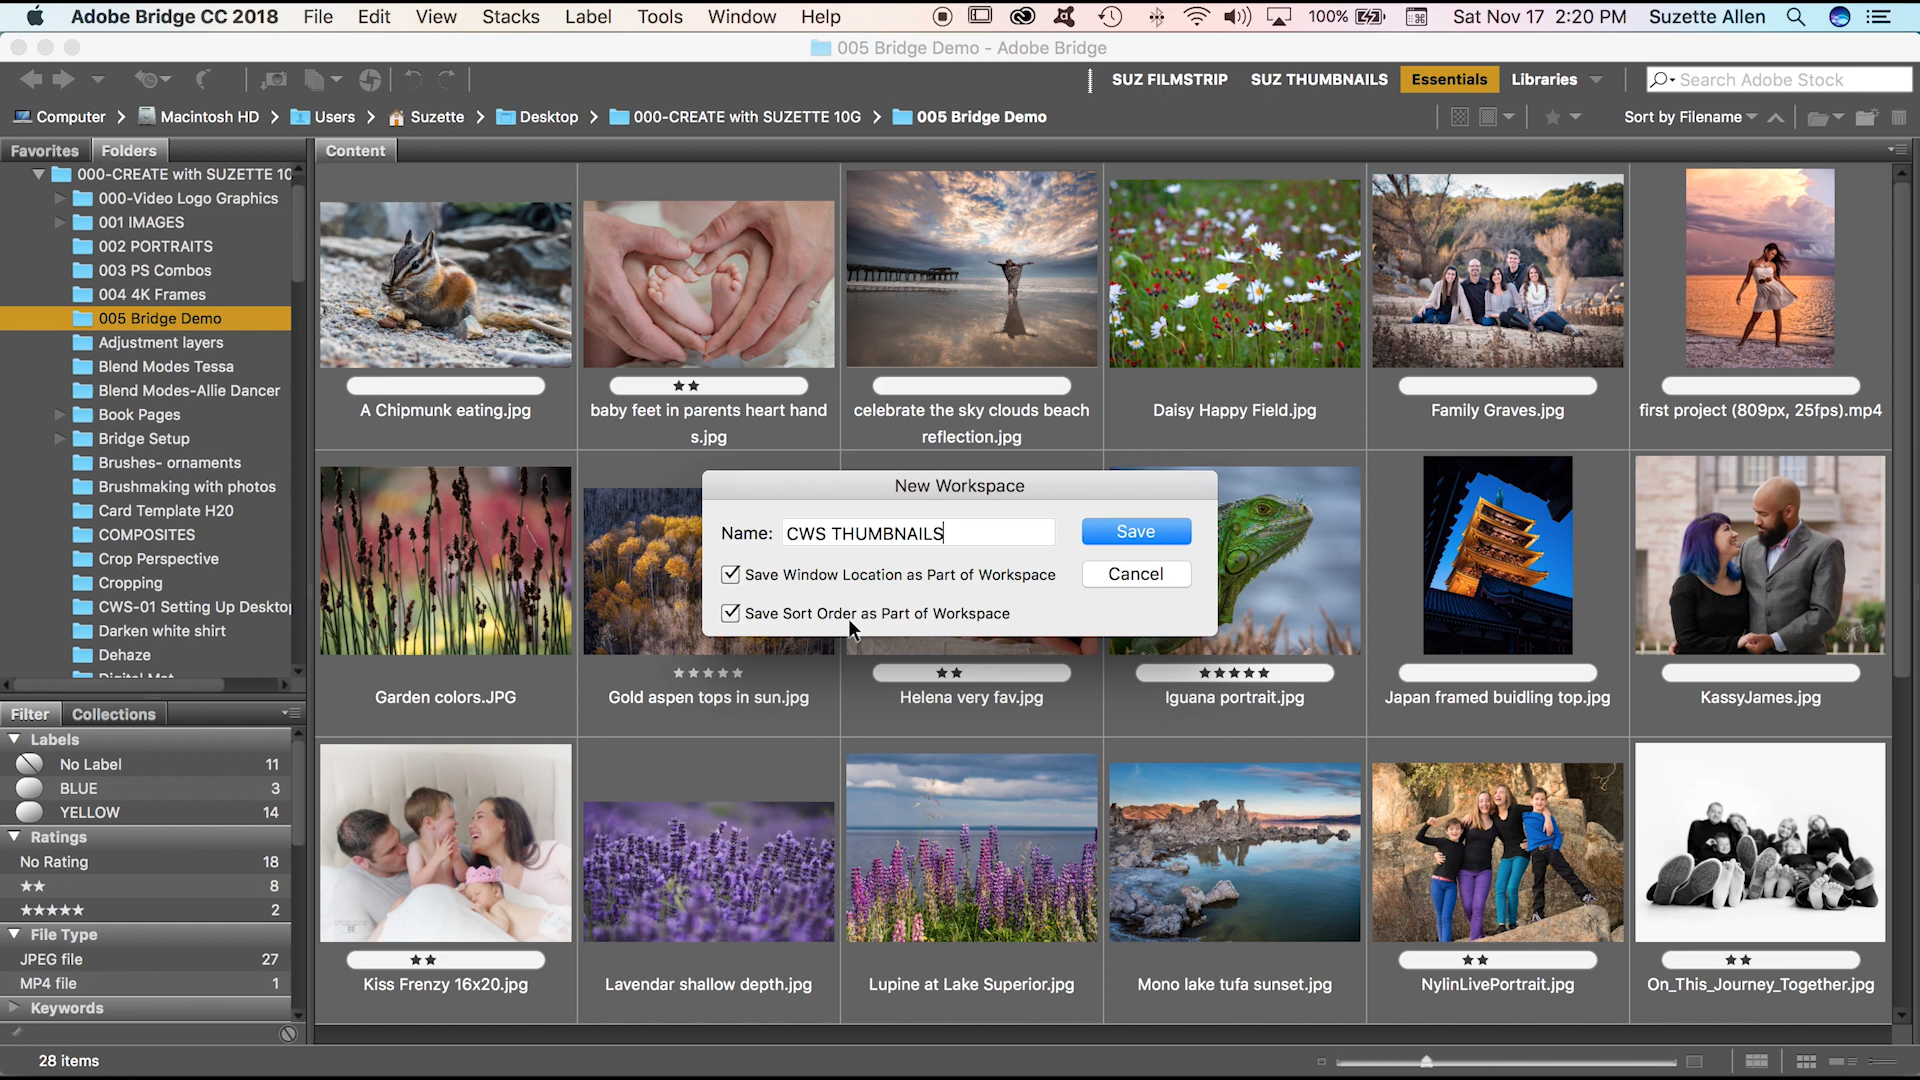 Adobe Bridge CC 2018 File Edit View Stacks Label Tools Window Help 100% Sat Nov 17 2:20 PM Suzette Allen
005 Bridge Demo - Adobe Bridge
SUZ FILMSTRIP SUZ THUMBNAILS Essentials Libraries Search Adobe Stock
Computer Macintosh HD Users Suzette Desktop 000-CREATE with SUZETTE 10G 005 Bridge Demo Sort by Filename
Favorites Folders
Content
000-CREATE with SUZETTE 10
000-Video Logo Graphics
001 IMAGES
002 PORTRAITS
003 PS Combos
004 4K Frames
005 Bridge Demo
Adjustment layers
Blend Modes Tessa
Blend Modes-Allie Dancer
Book Pages
Bridge Setup
Brushes- ornaments
Brushmaking with photos
Card Template H20
COMPOSITES
Crop Perspective
Cropping
CWS-01 Setting Up Deskto
Darken white shirt
Dehaze
Digital Mat
A Chipmunk eating.jpg
baby feet in parents heart hand
s.jpg
celebrate the sky clouds beach
reflection.jpg
Daisy Happy Field.jpg
Family Graves.jpg
first project (809px, 25fps).mp4
New Workspace
Name: CWS THUMBNAILS
Save
Save Window Location as Part of Workspace
Cancel
Save Sort Order as Part of Workspace
Garden colors.JPG
Gold aspen tops in sun.jpg
Helena very fav.jpg
Iguana portrait.jpg
Japan framed buidling top.jpg
KassyJames.jpg
Filter Collections
Labels
No Label 11
BLUE 3
YELLOW 14
Ratings
No Rating 18
★★ 8
★★★★★ 2
File Type
JPEG file 27
MP4 file 1
Keywords
Kiss Frenzy 16x20.jpg
Lavendar shallow depth.jpg
Lupine at Lake Superior.jpg
Mono lake tufa sunset.jpg
NylinLivePortrait.jpg
On_This_Journey_Together.jpg
28 items